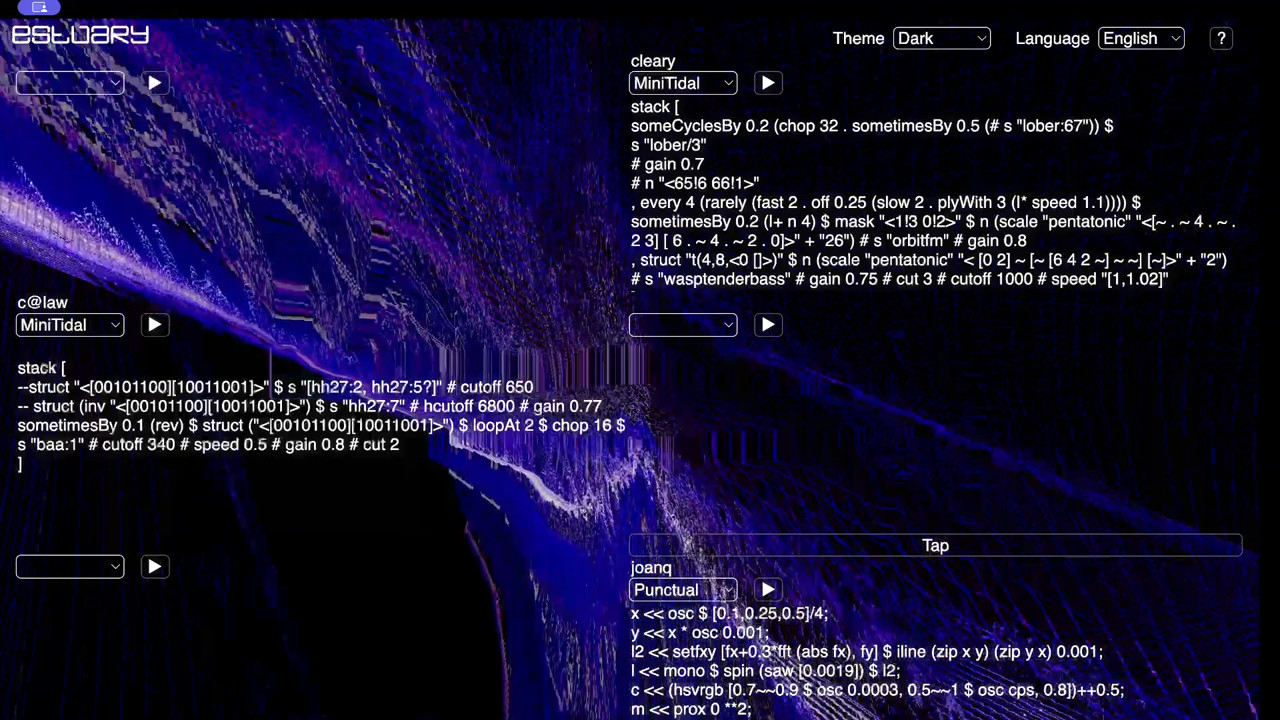 estuary
Theme Dark Language English ?
cleary
MiniTidal
stack [
someCyclesBy 0.2 (chop 32 . sometimesBy 0.5 (# s "lober:67")) $
s "lober/3"
# gain 0.7
# n "<65!6 66!1>"
, every 4 (rarely (fast 2 . off 0.25 (slow 2 . plyWith 3 (|* speed 1.1)))) $
sometimesBy 0.2 (|+ n 4) $ mask "<1!3 0!2>" $ n (scale "pentatonic" "<[~ . ~ 4 . ~ .
2 3] [ 6 . ~ 4 . ~ 2 . 0]>" + "26") # s "orbitfm" # gain 0.8
, struct "t(4,8,<0 []>)" $ n (scale "pentatonic" "< [0 2] ~ [~ [6 4 2 ~] ~ ~] [~]>" + "2")
# s "wasptenderbass" # gain 0.75 # cut 3 # cutoff 1000 # speed "[1,1.02]"
c@law
MiniTidal
stack [
--struct "<[00101100][10011001]>" $ s "[hh27:2, hh27:5?]" # cutoff 650
-- struct (inv "<[00101100][10011001]>") $ s "hh27:7" # hcutoff 6800 # gain 0.77
sometimesBy 0.1 (rev) $ struct ("<[00101100][10011001]>") $ loopAt 2 $ chop 16 $
s "baa:1" # cutoff 340 # speed 0.5 # gain 0.8 # cut 2
]
Tap
joanq
Punctual
x << osc $ [0.1,0.25,0.5]/4;
y << x * osc 0.001;
l2 << setfxy [fx+0.3*fft (abs fx), fy] $ iline (zip x y) (zip y x) 0.001;
l << mono $ spin (saw [0.0019]) $ l2;
c << (hsvrgb [0.7~~0.9 $ osc 0.0003, 0.5~~1 $ osc cps, 0.8])++0.5;
m << prox 0 **2;